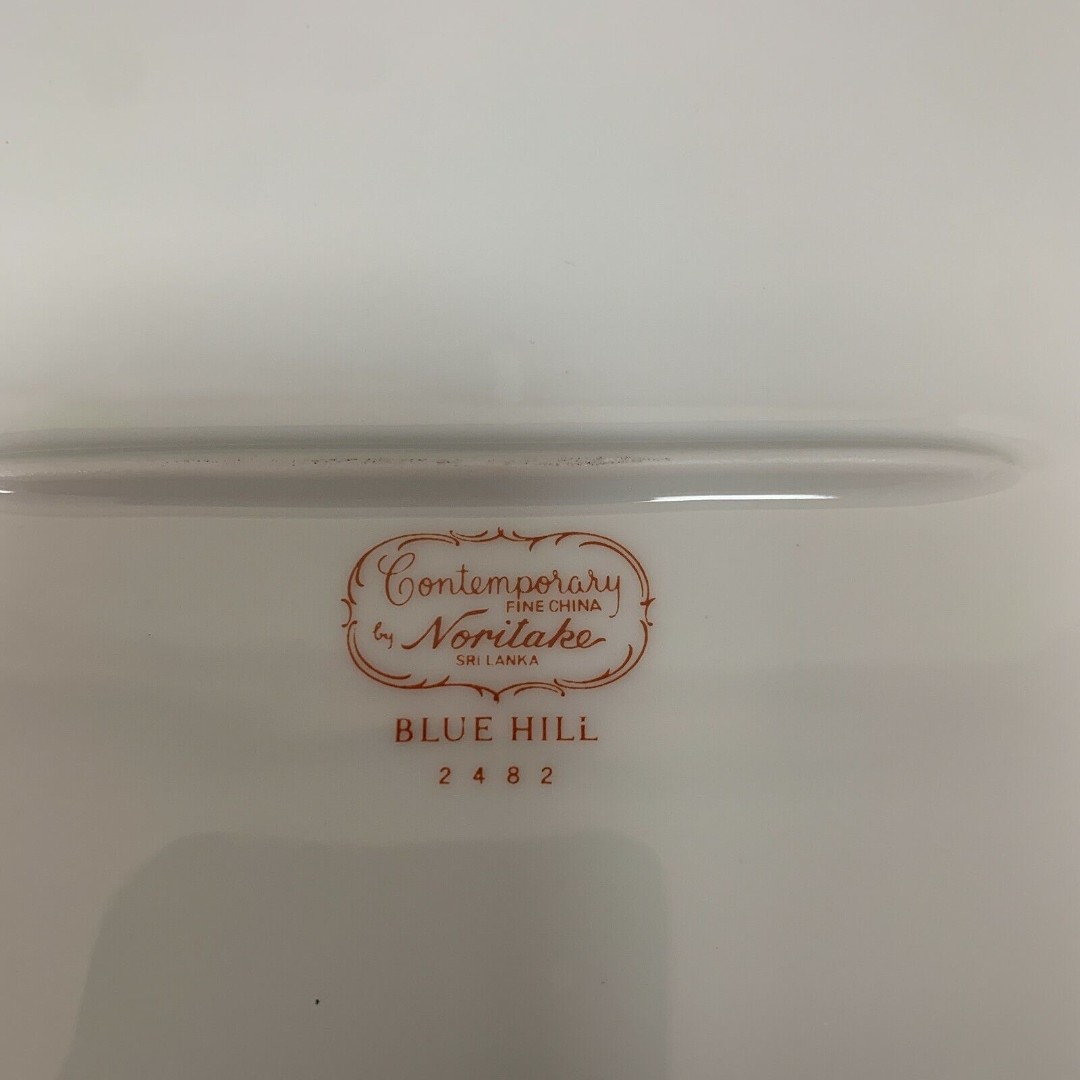 Contemporary
FINE CHINA
by Noritake
SRI LANKA
BLUE HILL
2482